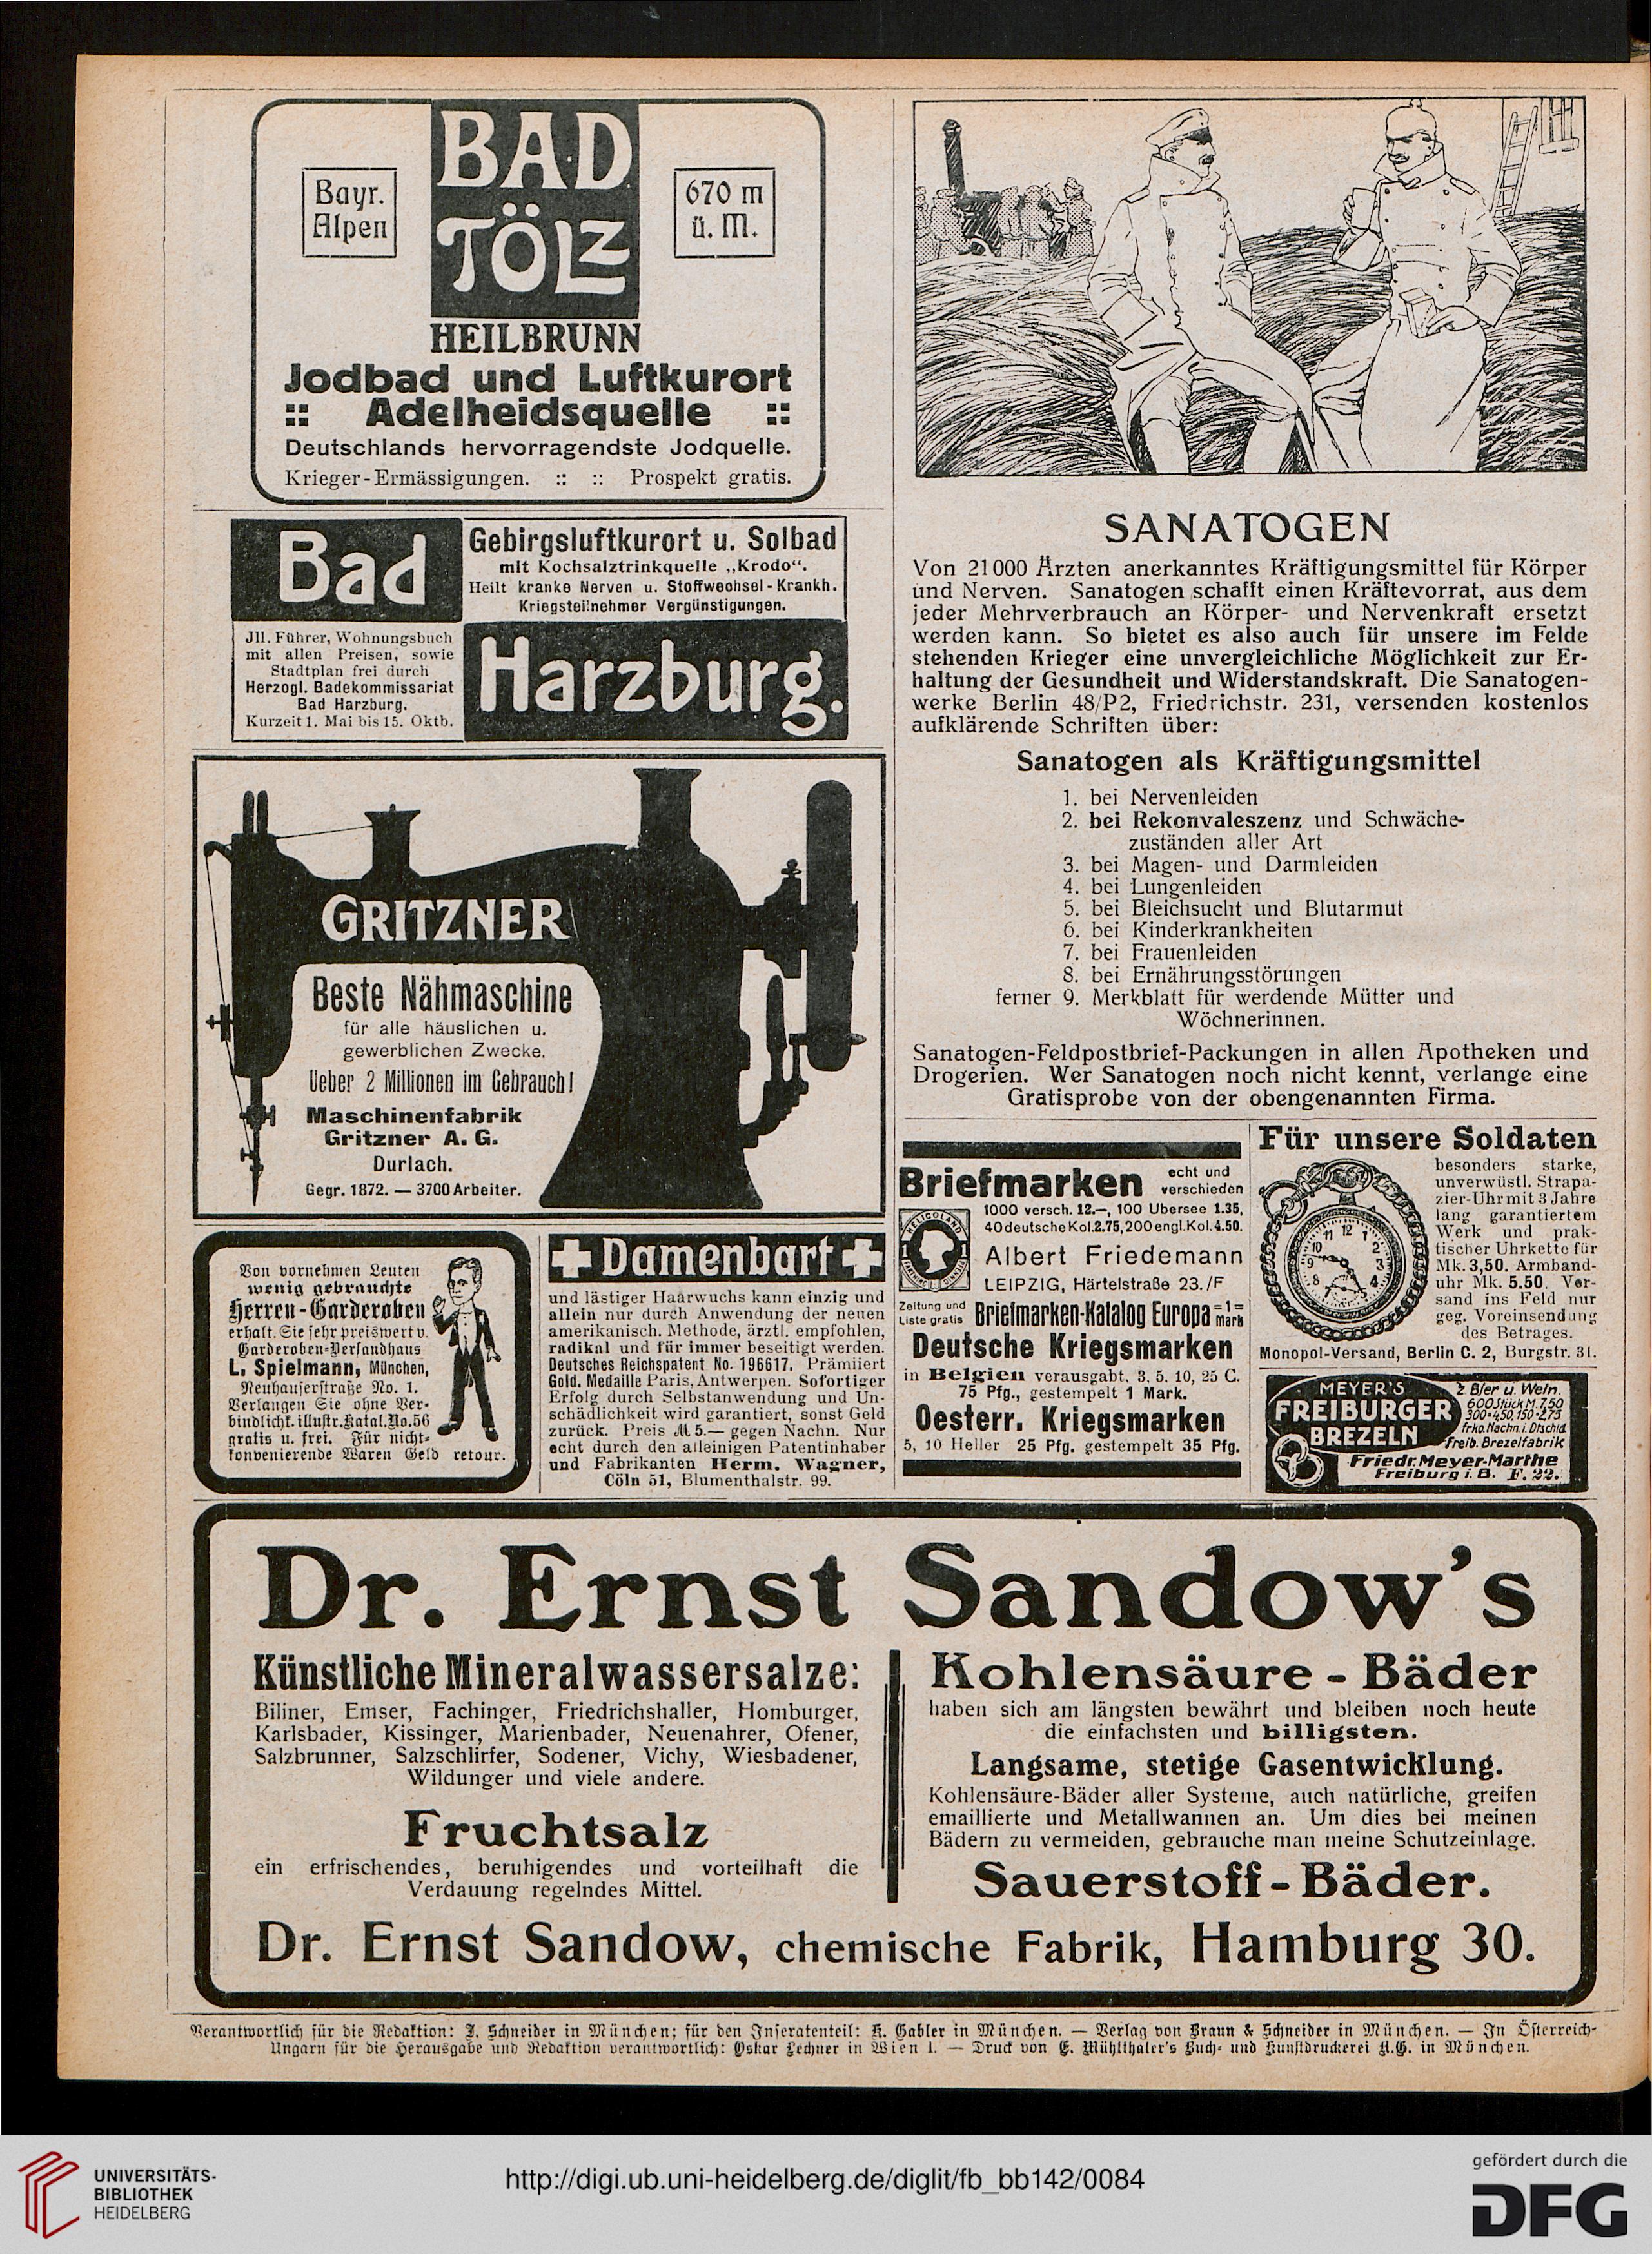 Bayr.
Alpen
BAD
TÖLZ
670 m
ü. M.
HEILBRUNN
Jodbad und Luftkurort
:: Adelheidsquelle ::
Deutschlands hervorragendste Jodquelle.
Krieger-Ermässigungen. :: :: Prospekt gratis.
Bad
Gebirgsluftkurort u. Solbad
mit Kochsalztrinkquelle „Krodo“.
Heilt kranke Nerven u. Stoffwechsel-Krankh.
Kriegsteilnehmer Vergünstigungen.
Jll. Führer, Wohnungsbuch
mit allen Preisen, sowie
Stadtplan frei durch
Herzogl. Badekommissariat
Bad Harzburg.
Kurzeit 1. Mai bis 15. Oktb.
Harzburg.
GRITZNER
Beste Nähmaschine
für alle häuslichen u.
gewerblichen Zwecke.
Ueber 2 Millionen im Gebrauch!
Maschinenfabrik
Gritzner A. G.
Durlach.
Gegr. 1872. — 3700 Arbeiter.
Von vornehmen Leuten
wenig gebrauchte
Herren-Garderoben
erhalt. Sie sehr preiswert v.
Garderoben-Versandhaus
L. Spielmann, München,
Neuhauserstraße No. 1.
Verlangen Sie ohne Ver-
bindlichk. illustr. Katal. No. 56
gratis u. frei. Für nicht-
konvenierende Waren Geld retour.
Damenbart
und lästiger Haarwuchs kann einzig und
allein nur durch Anwendung der neuen
amerikanisch. Methode, ärztl. empfohlen,
radikal und für immer beseitigt werden.
Deutsches Reichspatent No. 196617. Prämiiert
Gold. Medaille Paris, Antwerpen. Sofortiger
Erfolg durch Selbstanwendung und Un-
schädlichkeit wird garantiert, sonst Geld
zurück. Preis ℳ 5.— gegen Nachn. Nur
echt durch den alleinigen Patentinhaber
und Fabrikanten Herm. Wagner,
Cöln 51, Blumenthalstr. 99.
SANATOGEN
Von 21000 Ärzten anerkanntes Kräftigungsmittel für Körper
und Nerven. Sanatogen schafft einen Kräftevorrat, aus dem
jeder Mehrverbrauch an Körper- und Nervenkraft ersetzt
werden kann. So bietet es also auch für unsere im Felde
stehenden Krieger eine unvergleichliche Möglichkeit zur Er-
haltung der Gesundheit und Widerstandskraft. Die Sanatogen-
werke Berlin 48/P2, Friedrichstr. 231, versenden kostenlos
aufklärende Schriften über:
Sanatogen als Kräftigungsmittel
1. bei Nervenleiden
2. bei Rekonvaleszenz und Schwäche-
zuständen aller Art
3. bei Magen- und Darmleiden
4. bei Lungenleiden
5. bei Bleichsucht und Blutarmut
6. bei Kinderkrankheiten
7. bei Frauenleiden
8. bei Ernährungsstörungen
ferner 9. Merkblatt für werdende Mütter und
Wöchnerinnen.
Sanatogen-Feldpostbrief-Packungen in allen Apotheken und
Drogerien. Wer Sanatogen noch nicht kennt, verlange eine
Gratisprobe von der obengenannten Firma.
Briefmarken echt und
verschieden
1000 versch. 12.—, 100 Übersee 1.35,
40 deutsche Kol. 2.75, 200 engl. Kol. 4.50.
HELIGOLAND
Albert Friedemann
LEIPZIG, Härtelstraße 23./F
Zeitung und
Liste gratis Briefmarken-Katalog Europa =1=
mark
Deutsche Kriegsmarken
in Belgien verausgabt. 3, 5, 10, 25 C.
75 Pfg., gestempelt 1 Mark.
Oesterr. Kriegsmarken
5, 10 Heller 25 Pfg. gestempelt 35 Pfg.
Für unsere Soldaten
besonders starke,
unverwüstl. Strapa-
zier-Uhr mit 3 Jahre
lang garantiertem
Werk und prak-
tischer Uhrkette für
Mk. 3,50. Armband-
uhr Mk. 5.50. Ver-
sand ins Feld nur
geg. Voreinsendung
des Betrages.
Monopol-Versand, Berlin C. 2, Burgstr. 31.
MEYER'S
FREIBURGER
BREZELN
z Bier u. Wein.
600 Stück M. 7.50
300=4.50, 150=2.75
frko. Nachn. i. Dtschld.
Freib. Brezelfabrik
Friedr. Meyer-Marthe
Freiburg i. B. F. 22.
Dr. Ernst Sandow's
Künstliche Mineralwassersalze:
Biliner, Emser, Fachinger, Friedrichshaller, Homburger,
Karlsbader, Kissinger, Marienbader, Neuenahrer, Ofener,
Salzbrunner, Salzschlirfer, Sodener, Vichy, Wiesbadener,
Wildunger und viele andere.
Fruchtsalz
ein erfrischendes, beruhigendes und vorteilhaft die
Verdauung regelndes Mittel.
Kohlensäure-Bäder
haben sich am längsten bewährt und bleiben noch heute
die einfachsten und billigsten.
Langsame, stetige Gasentwicklung.
Kohlensäure-Bäder aller Systeme, auch natürliche, greifen
emaillierte und Metallwannen an. Um dies bei meinen
Bädern zu vermeiden, gebrauche man meine Schutzeinlage.
Sauerstoff-Bäder.
Dr. Ernst Sandow, chemische Fabrik, Hamburg 30.
Verantwortlich für die Redaktion: J. Schneider in München; für den Inseratenteil: K. Gabler in München. — Verlag von Braun & Schneider in München. — In Österreich-
Ungarn für die Herausgabe und Redaktion verantwortlich: Oskar Lechner in Wien I. — Druck von E. Mühlthaler's Buch- und Kunstdruckerei A.G. in München.
UNIVERSITÄTS-
BIBLIOTHEK
HEIDELBERG
http://digi.ub.uni-heidelberg.de/diglit/fb_bb142/0084
gefördert durch die
DFG